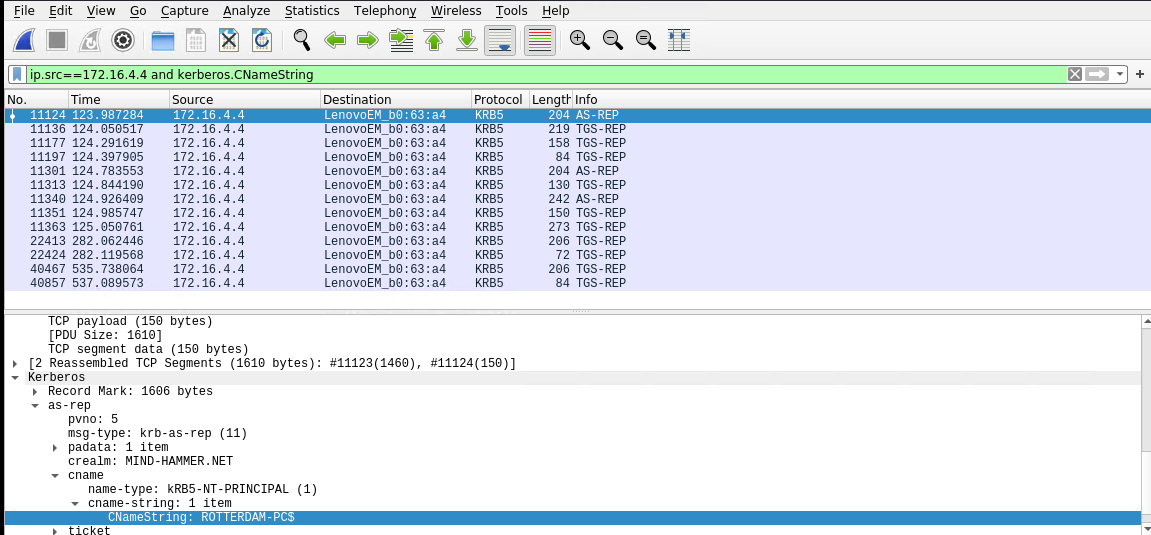 File Edit View Go Capture Analyze Statistics Telephony Wireless Tools Help
ip.src==172.16.4.4 and kerberos.CNameString
No. Time Source Destination Protocol Length Info
11124 123.987284 172.16.4.4 LenovoEM_b0:63:a4 KRB5 204 AS-REP
11136 124.050517 172.16.4.4 LenovoEM_b0:63:a4 KRB5 219 TGS-REP
11177 124.291619 172.16.4.4 LenovoEM_b0:63:a4 KRB5 158 TGS-REP
11197 124.397905 172.16.4.4 LenovoEM_b0:63:a4 KRB5 84 TGS-REP
11301 124.783553 172.16.4.4 LenovoEM_b0:63:a4 KRB5 204 AS-REP
11313 124.844190 172.16.4.4 LenovoEM_b0:63:a4 KRB5 130 TGS-REP
11340 124.926409 172.16.4.4 LenovoEM_b0:63:a4 KRB5 242 AS-REP
11351 124.985747 172.16.4.4 LenovoEM_b0:63:a4 KRB5 150 TGS-REP
11363 125.050761 172.16.4.4 LenovoEM_b0:63:a4 KRB5 273 TGS-REP
22413 282.062446 172.16.4.4 LenovoEM_b0:63:a4 KRB5 206 TGS-REP
22424 282.119568 172.16.4.4 LenovoEM_b0:63:a4 KRB5 72 TGS-REP
40467 535.738064 172.16.4.4 LenovoEM_b0:63:a4 KRB5 206 TGS-REP
40857 537.089573 172.16.4.4 LenovoEM_b0:63:a4 KRB5 84 TGS-REP
TCP payload (150 bytes)
[PDU Size: 1610]
TCP segment data (150 bytes)
[2 Reassembled TCP Segments (1610 bytes): #11123(1460), #11124(150)]
Kerberos
Record Mark: 1606 bytes
as-rep
pvno: 5
msg-type: krb-as-rep (11)
padata: 1 item
crealm: MIND-HAMMER.NET
cname
name-type: kRB5-NT-PRINCIPAL (1)
cname-string: 1 item
CNameString: ROTTERDAM-PC$
ticket